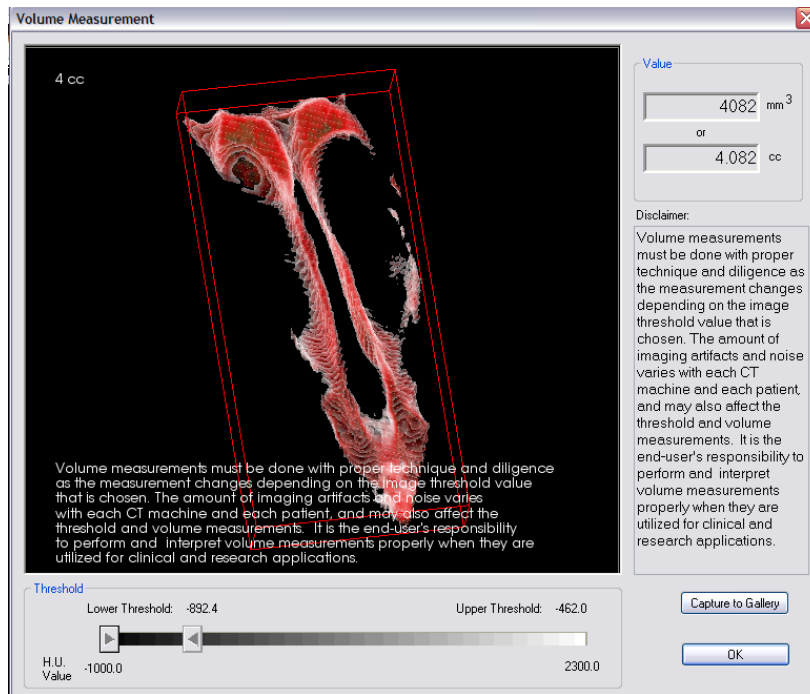 Volume Measurement
4 cc
Volume measurements must be done with proper technique and diligence
as the measurement changes depending on the image threshold value
that is chosen. The amount of imaging artifacts and noise varies
with each CT machine and each patient, and may also affect the
threshold and volume measurements. It is the end-user's responsibility
to perform and interpret volume measurements properly when they are
utilized for clinical and research applications.
Value
4082 mm3
or
4.082 cc
Disclaimer:
Volume measurements
must be done with proper
technique and diligence as
the measurement changes
depending on the image
threshold value that is
chosen. The amount of
imaging artifacts and noise
varies with each CT
machine and each patient,
and may also affect the
threshold and volume
measurements. It is the
end-user's responsibility to
perform and interpret
volume measurements
properly when they are
utilized for clinical and
research applications.
Threshold
Lower Threshold: -892.4 Upper Threshold: -462.0
H.U.
Value -1000.0 2300.0
Capture to Gallery
OK